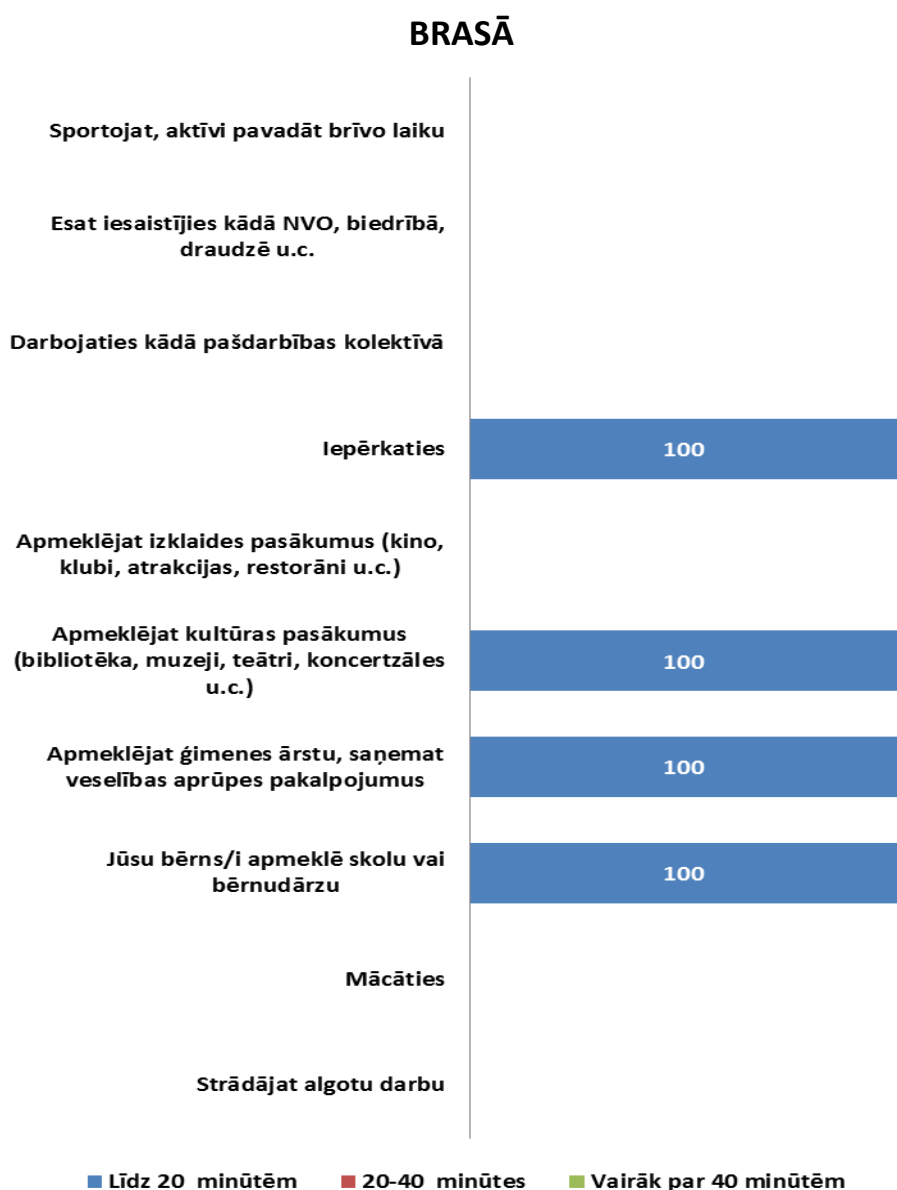 BRASĀ
Sportojat, aktīvi pavadāt brīvo laiku
Esat iesaistījies kādā NVO, biedrībā,
draudzē u.c.
Darbojaties kādā pašdarbības kolektīvā
Iepērkaties
100
Apmeklējat izklaides pasākumus (kino,
klubi, atrakcijas, restorāni u.c.)
Apmeklējat kultūras pasākumus
(bibliotēka, muzeji, teātri, koncertzāles
u.c.)
100
Apmeklējat ģimenes ārstu, saņemat
veselības aprūpes pakalpojumus
100
Jūsu bērns/i apmeklē skolu vai
bērnudārzu
100
Mācāties
Strādājat algotu darbu
Līdz 20 minūtēm 20-40 minūtes Vairāk par 40 minūtēm